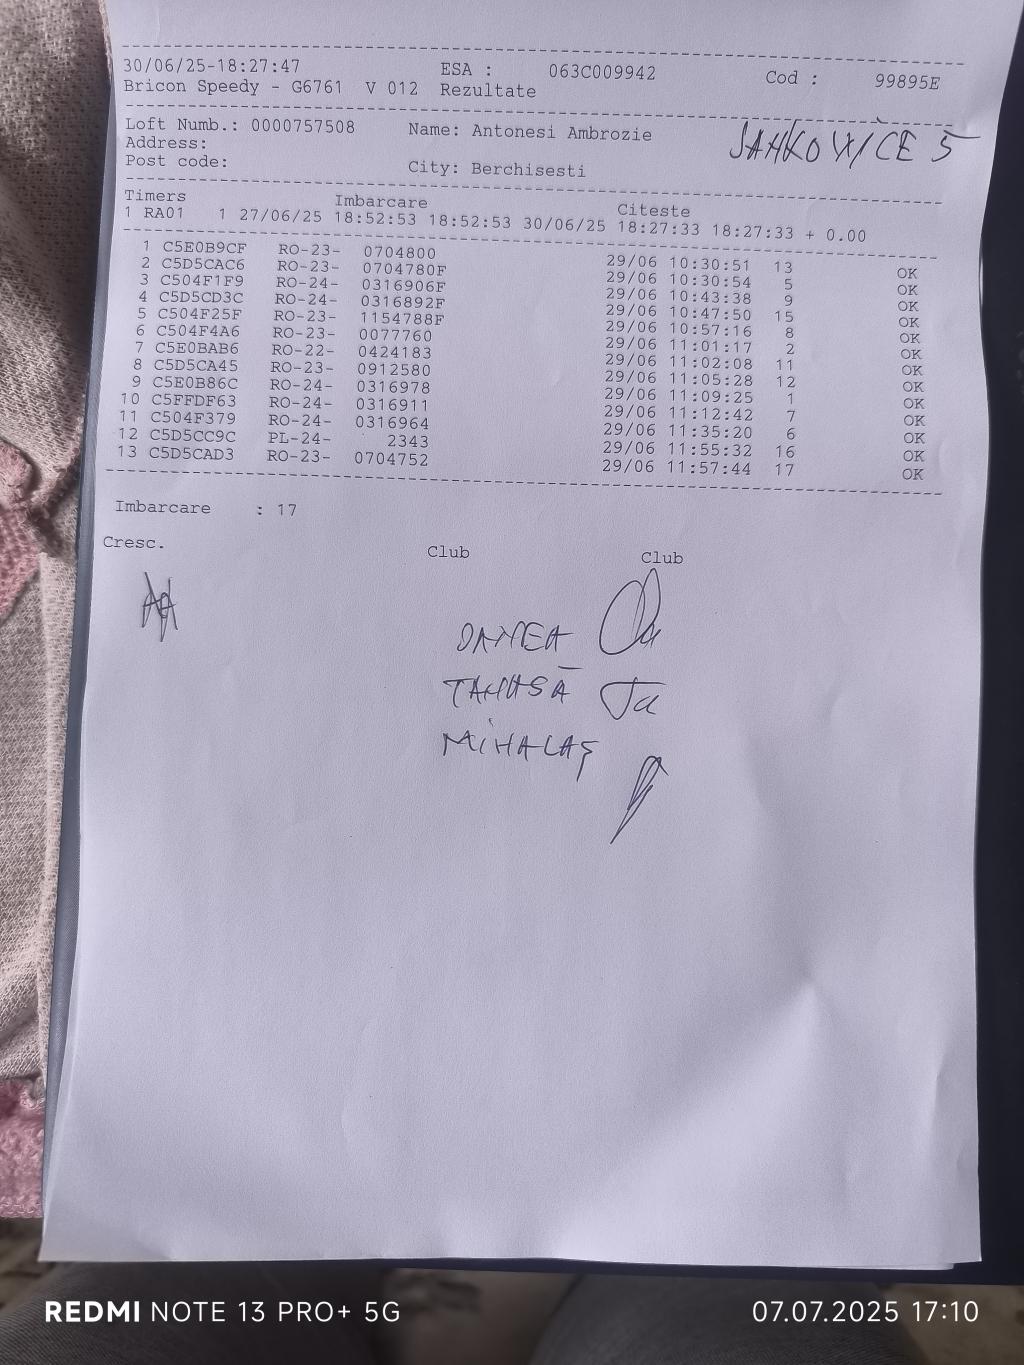 30/06/25-18:27:47 ESA : 063C009942 Cod : 99895E
Bricon Speedy - G6761 V 012 Rezultate
Loft Numb.: 0000757508 Name: Antonesi Ambrozie JANKOWICE 5
Address:
Post code: City: Berchisesti
Timers Imbarcare Citeste
1 RA01 1 27/06/25 18:52:53 18:52:53 30/06/25 18:27:33 18:27:33 + 0.00
1 C5E0B9CF RO-23- 0704800 29/06 10:30:51 13 OK
2 C5D5CAC6 RO-23- 0704780F 29/06 10:30:54 5 OK
3 C504F1F9 RO-24- 0316906F 29/06 10:43:38 9 OK
4 C5D5CD3C RO-24- 0316892F 29/06 10:47:50 15 OK
5 C504F25F RO-23- 1154788F 29/06 10:57:16 8 OK
6 C504F4A6 RO-23- 0077760 29/06 11:01:17 2 OK
7 C5E0BAB6 RO-22- 0424183 29/06 11:02:08 11 OK
8 C5D5CA45 RO-23- 0912580 29/06 11:05:28 12 OK
9 C5E0B86C RO-24- 0316978 29/06 11:09:25 1 OK
10 C5FFDF63 RO-24- 0316911 29/06 11:12:42 7 OK
11 C504F379 RO-24- 0316964 29/06 11:35:20 6 OK
12 C5D5CC9C PL-24- 2343 29/06 11:55:32 16 OK
13 C5D5CAD3 RO-23- 0704752 29/06 11:57:44 17 OK
Imbarcare : 17
Cresc. Club Club
TANASĂ
MIHALAȘ
REDMI NOTE 13 PRO+ 5G 07.07.2025 17:10